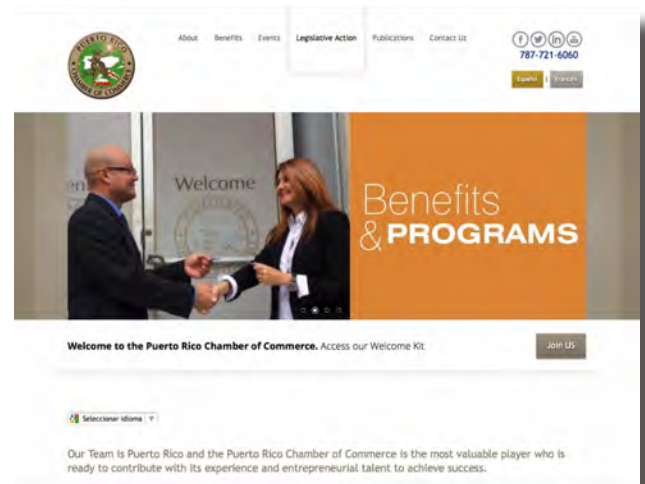 PUERTO RICO
CHAMBER OF COMMERCE
About Benefits Events Legislative Action Publications Contact Us
787-721-6060
Español | Français
Welcome
Benefits
& PROGRAMS
Welcome to the Puerto Rico Chamber of Commerce. Access our Welcome Kit
Join US
Seleccionar idioma
Our Team is Puerto Rico and the Puerto Rico Chamber of Commerce is the most valuable player who is
ready to contribute with its experience and entrepreneurial talent to achieve success.